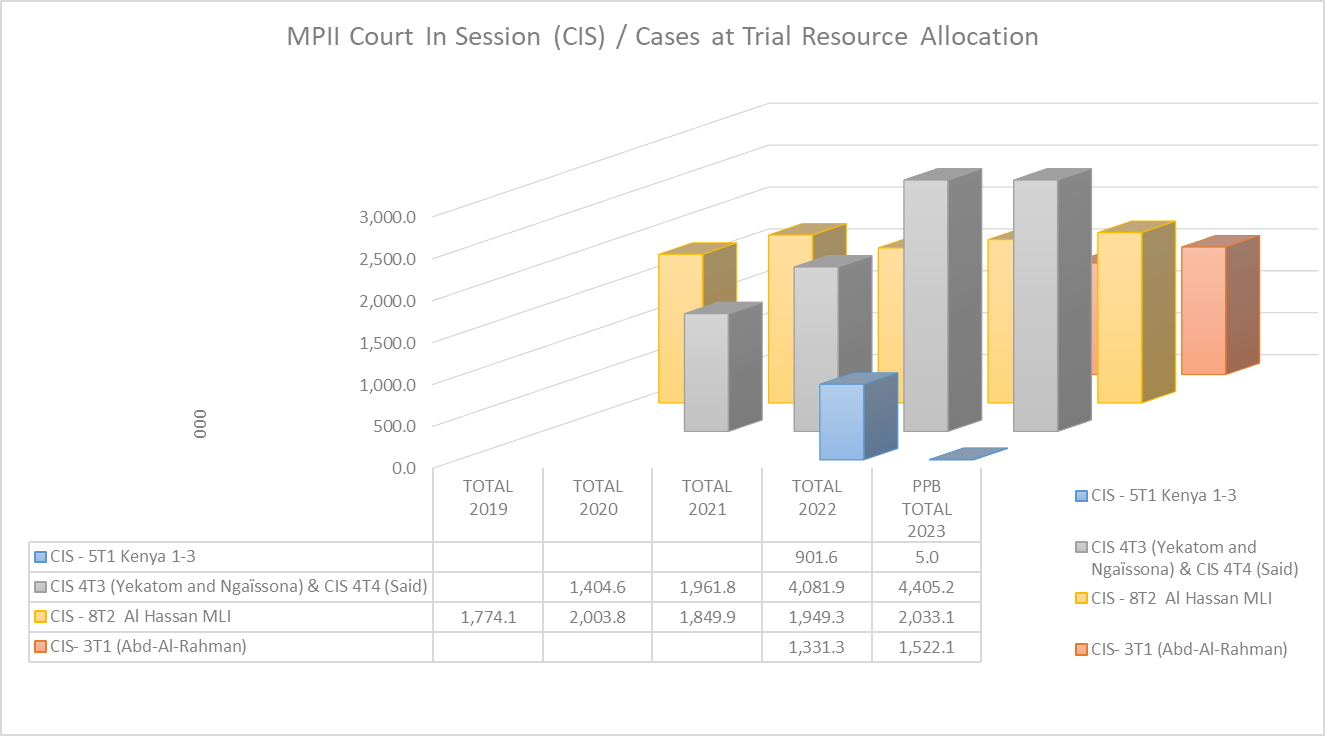 MPII Court In Session (CIS) / Cases at Trial Resource Allocation
3,000.0
2,500.0
2,000.0
1,500.0
1,000.0
500.0
0.0
000
TOTAL 2019
TOTAL 2020
TOTAL 2021
TOTAL 2022
PPB TOTAL 2023
CIS - 5T1 Kenya 1-3 901.6 5.0
CIS 4T3 (Yekatom and Ngaïssona) & CIS 4T4 (Said) 1,404.6 1,961.8 4,081.9 4,405.2
CIS - 8T2  Al Hassan MLI 1,774.1 2,003.8 1,849.9 1,949.3 2,033.1
CIS- 3T1 (Abd-Al-Rahman) 1,331.3 1,522.1
CIS - 5T1 Kenya 1-3
CIS 4T3 (Yekatom and
Ngaïssona) & CIS 4T4 (Said)
CIS - 8T2  Al Hassan MLI
CIS- 3T1 (Abd-Al-Rahman)